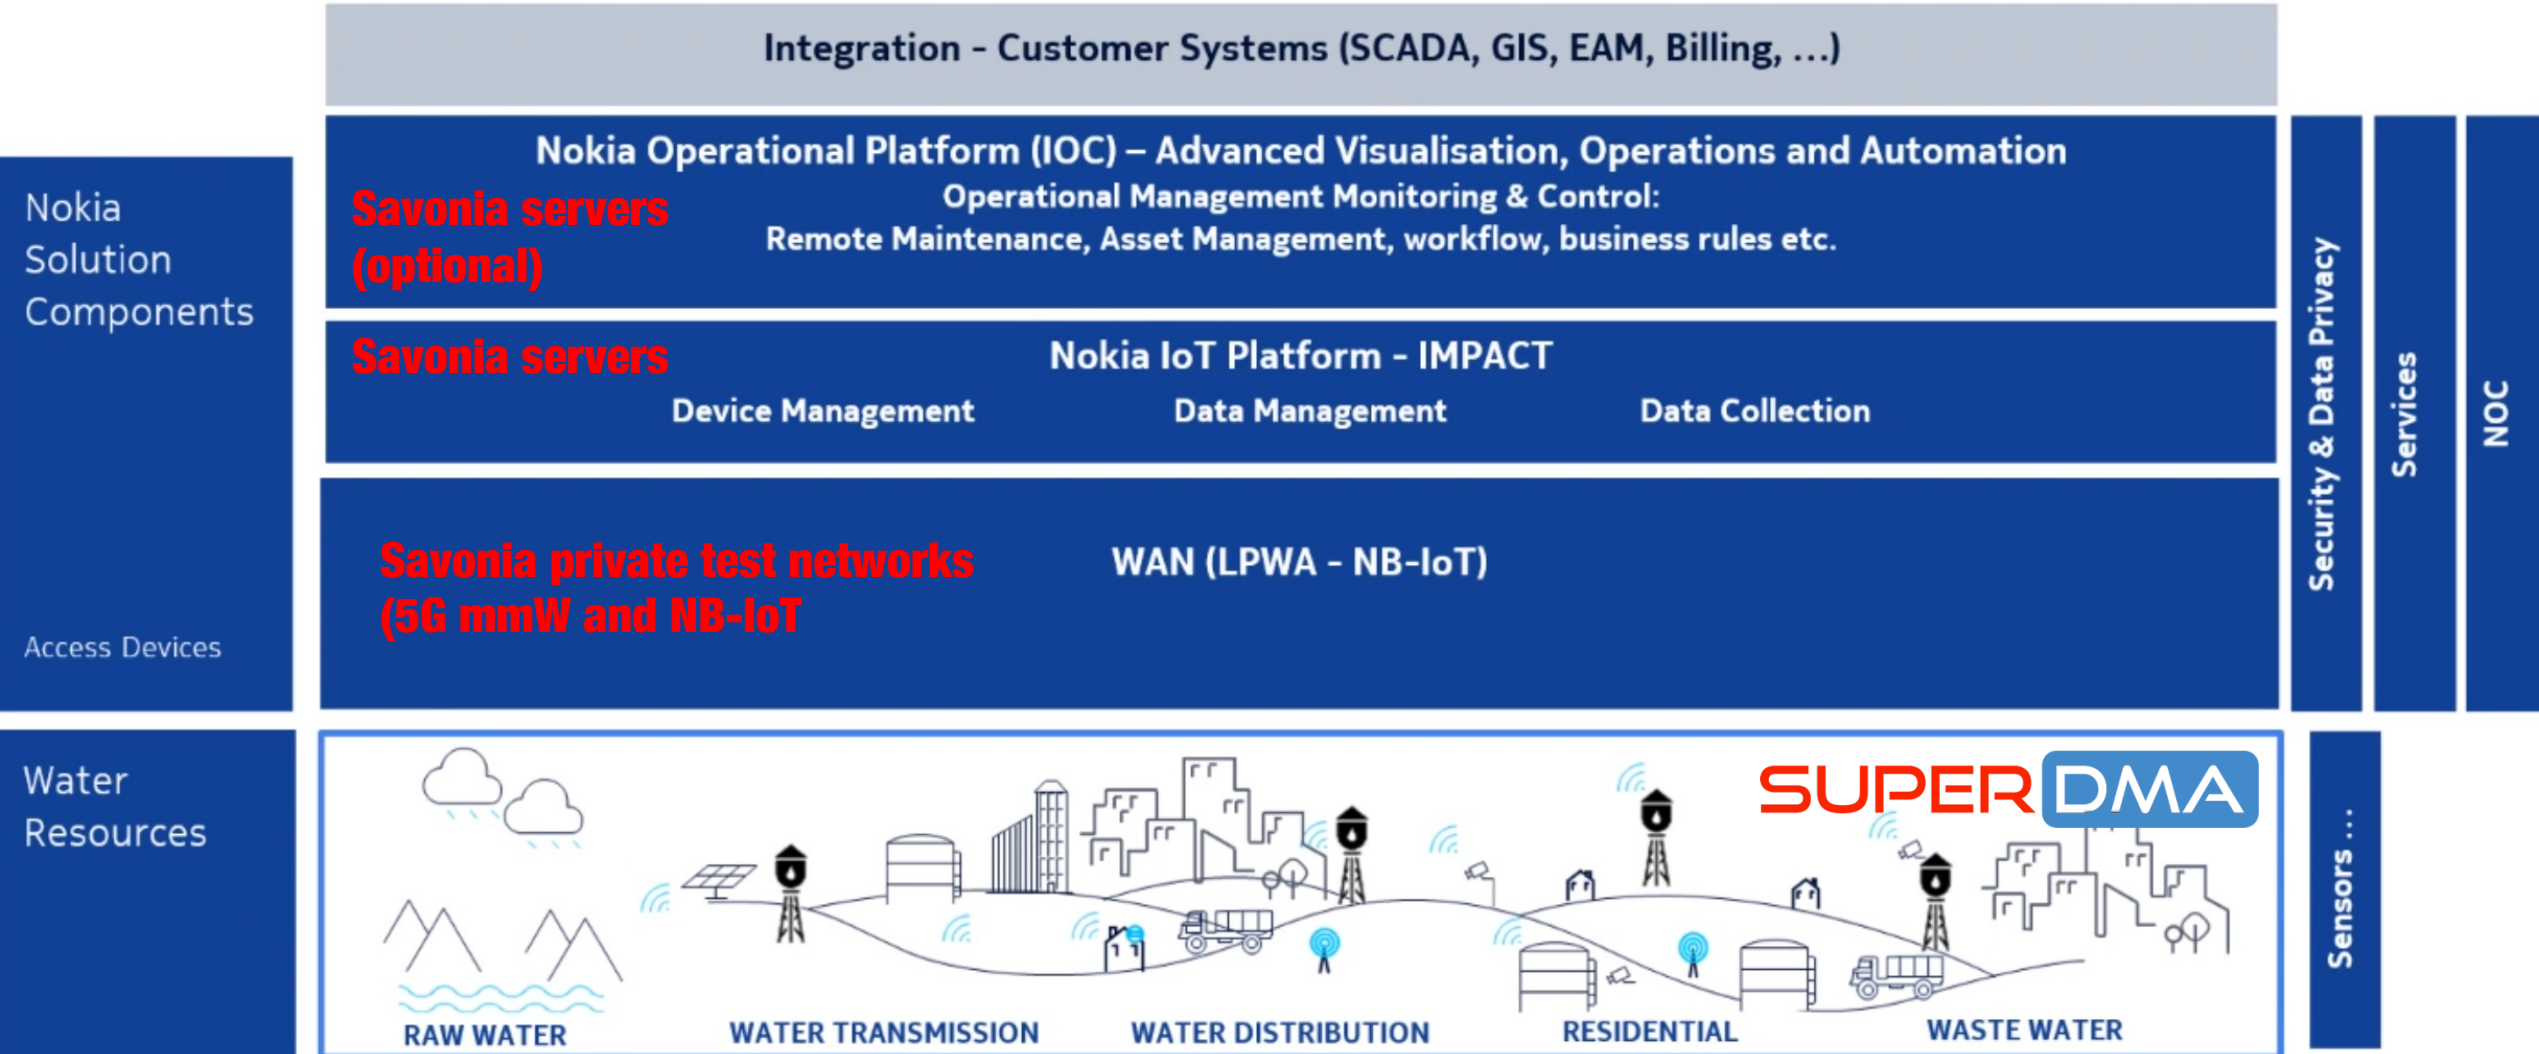 Integration - Customer Systems (SCADA, GIS, EAM, Billing, ...)
Nokia
Solution
Components
Access Devices
Nokia Operational Platform (IOC) – Advanced Visualisation, Operations and Automation
Operational Management Monitoring & Control:
Remote Maintenance, Asset Management, workflow, business rules etc.
Savonia servers
(optional)
Savonia servers
Nokia IoT Platform - IMPACT
Device Management
Data Management
Data Collection
Savonia private test networks
(5G mmW and NB-IoT
WAN (LPWA - NB-IoT)
Security & Data Privacy
Services
NOC
Water
Resources
SUPERDMA
RAW WATER
WATER TRANSMISSION
WATER DISTRIBUTION
RESIDENTIAL
WASTE WATER
Sensors ...